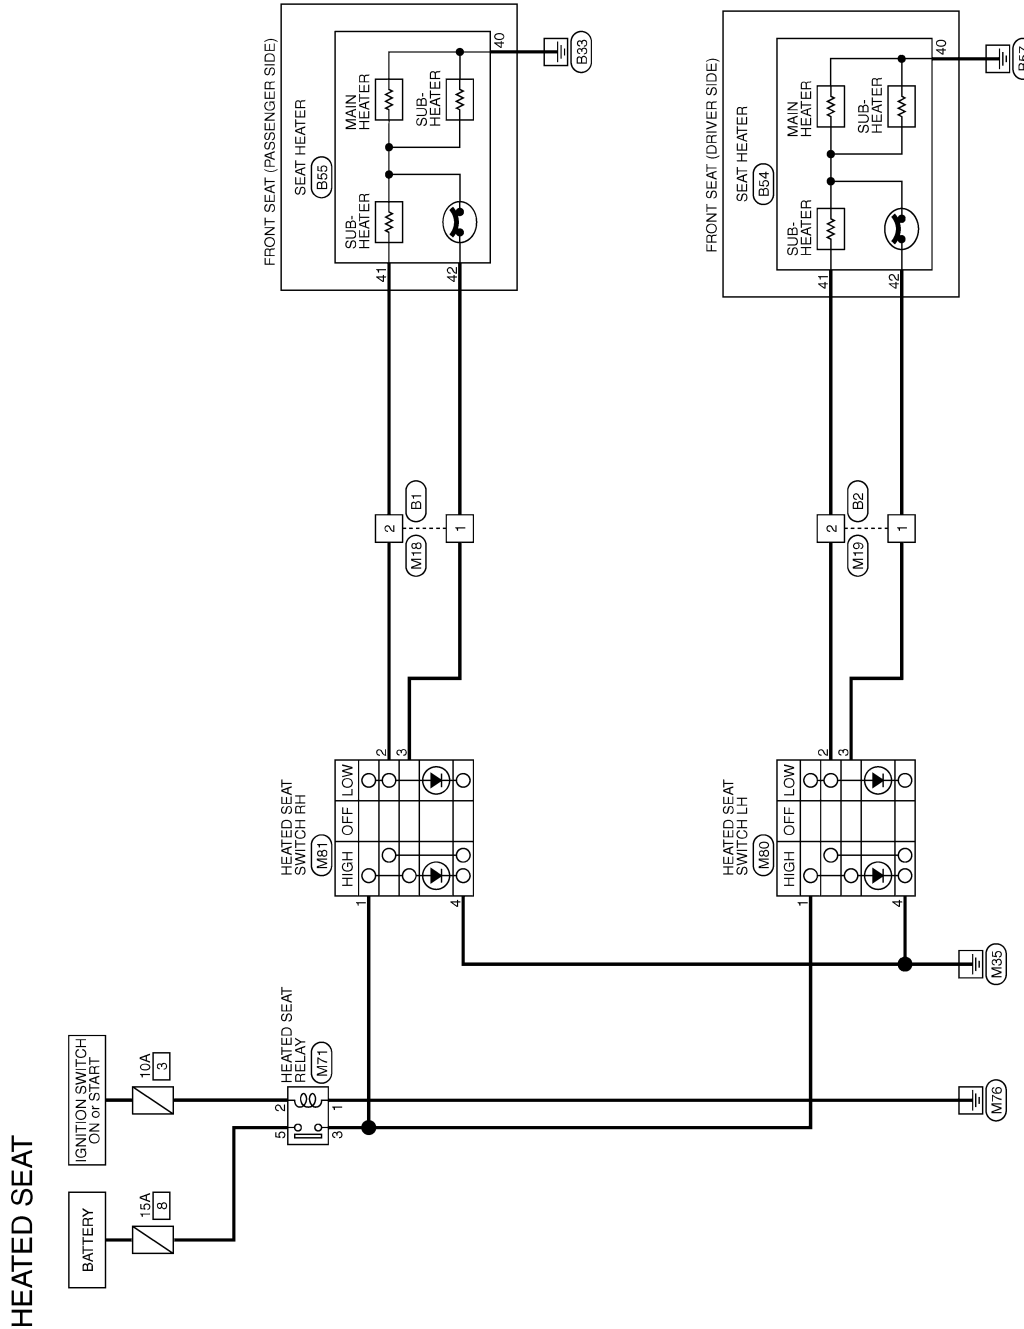 HEATED SEAT
BATTERY
15A
8
IGNITION SWITCH
ON or START
10A
3
HEATED SEAT
RELAY
M71
5
2
3
1
M76
M35
HEATED SEAT
SWITCH RH
M81
HIGH
OFF
LOW
1
4
2
3
HEATED SEAT
SWITCH LH
M80
HIGH
OFF
LOW
1
4
2
3
2
M18
B1
1
2
M19
B2
1
FRONT SEAT (PASSENGER SIDE)
SEAT HEATER
B55
SUB-
HEATER
MAIN
HEATER
SUB-
HEATER
41
42
40
B33
FRONT SEAT (DRIVER SIDE)
SEAT HEATER
B54
SUB-
HEATER
MAIN
HEATER
SUB-
HEATER
41
42
40
B57